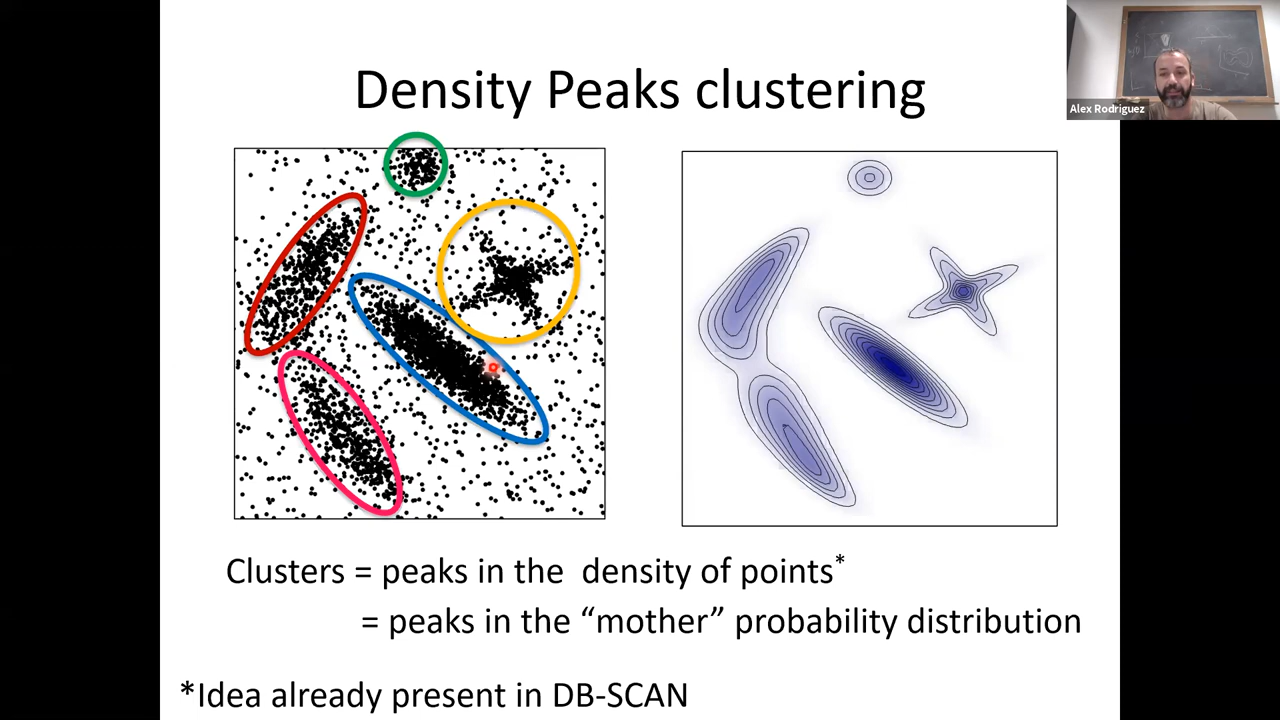 Density Peaks clustering
Alex Rodriguez
Clusters = peaks in the density of points*
= peaks in the “mother” probability distribution
*Idea already present in DB-SCAN